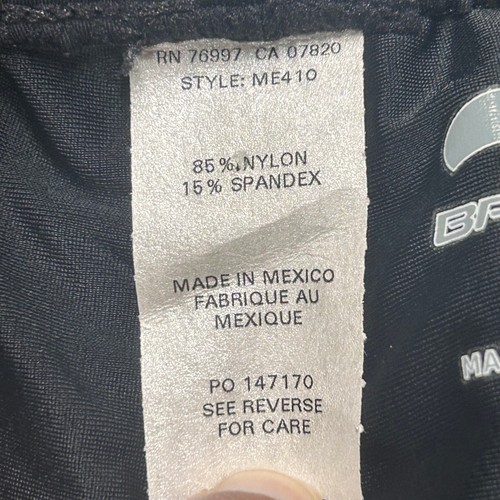 RN 76997 CA 07820
STYLE: ME410
85% NYLON
15% SPANDEX
MADE IN MEXICO
FABRIQUE AU
MEXIQUE
PO 147170
SEE REVERSE
FOR CARE